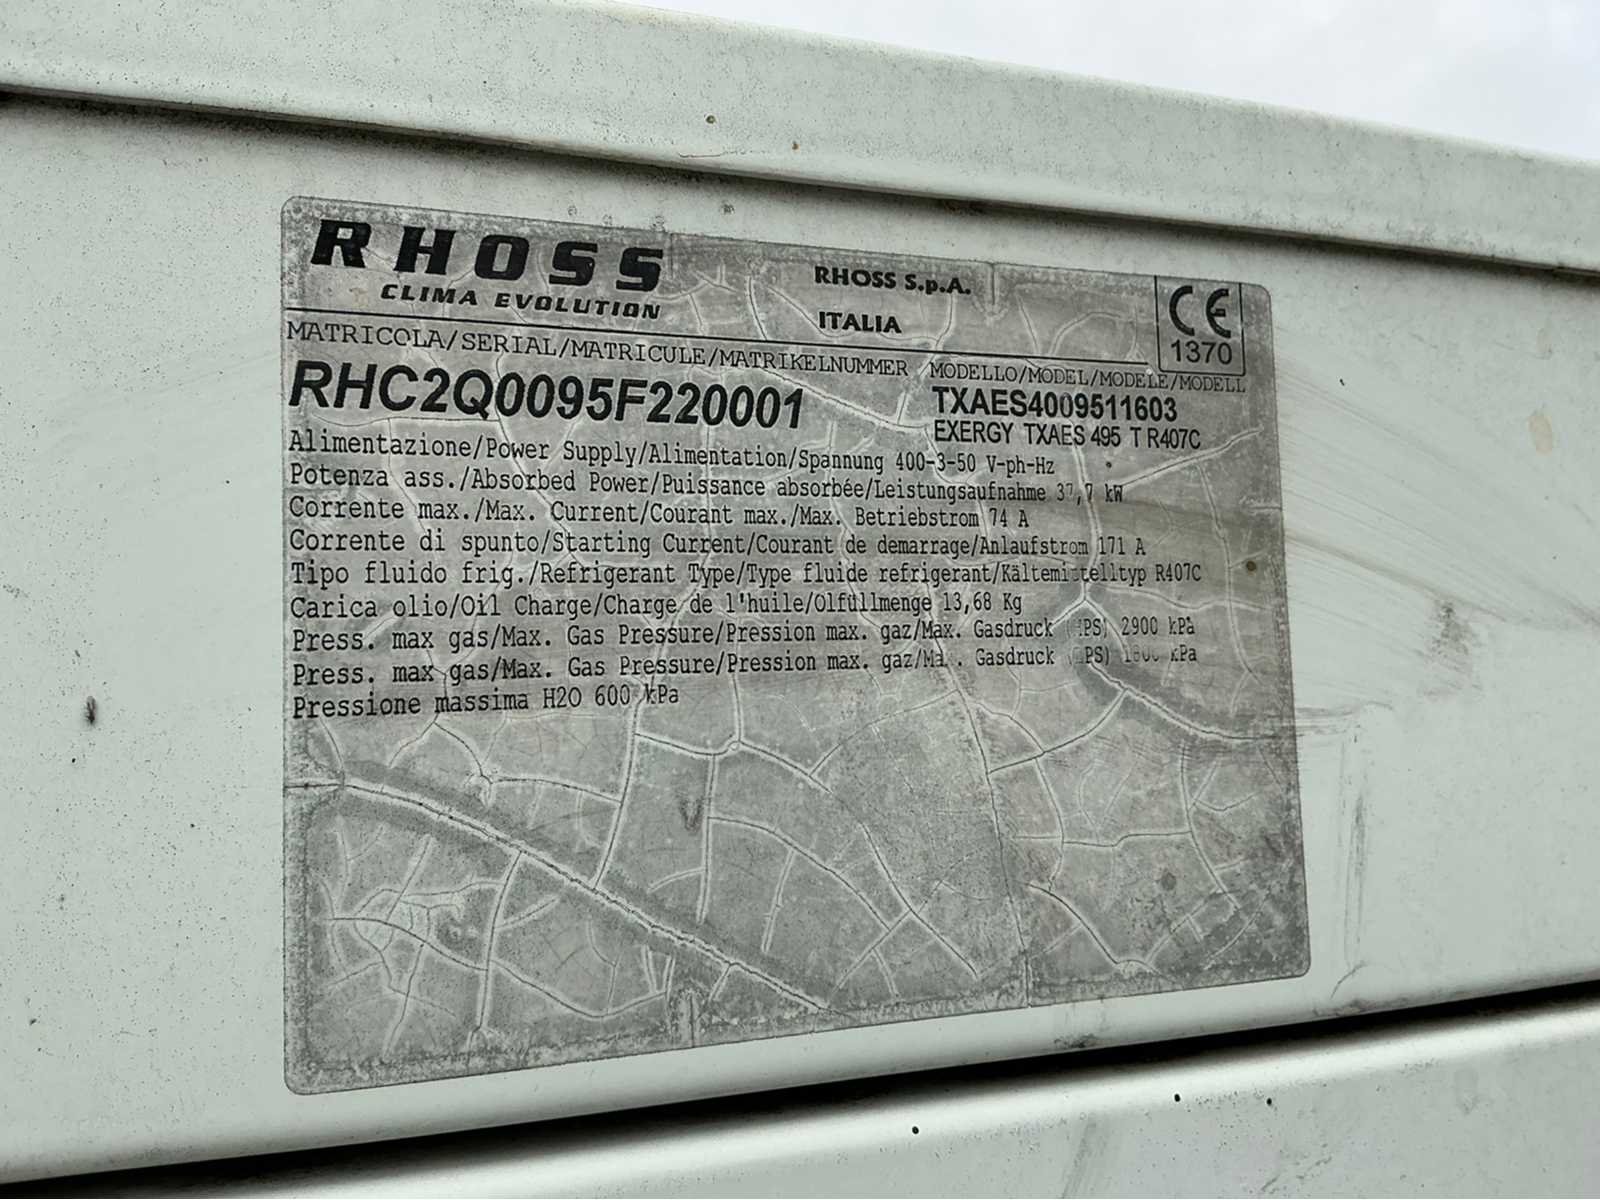 RHOSS
CLIMA EVOLUTION
RHOSS S.p.A.
ITALIA
CE
1370
MATRICOLA/SERIAL/MATRICULE/MATRIKELNUMMER
RHC2Q0095F220001
MODELLO/MODEL/MODELE/MODELL
TXAES4009511603
EXERGY TXAES 495 T R407C
Alimentazione/Power Supply/Alimentation/Spannung 400-3-50 V-ph-Hz
Potenza ass./Absorbed Power/Puissance absorbée/Leistungsaufnahme 37,7 kW
Corrente max./Max. Current/Courant max./Max. Betriebstrom 74 A
Corrente di spunto/Starting Current/Courant de demarrage/Anlaufstrom 171 A
Tipo fluido frig./Refrigerant Type/Type fluide refrigerant/Kältemittelltyp R407C
Carica olio/Oil Charge/Charge de l'huile/Olfüllmenge 13,68 Kg
Press. max gas/Max. Gas Pressure/Pression max. gaz/Max. Gasdruck (HPS) 2900 kPa
Press. max gas/Max. Gas Pressure/Pression max. gaz/Max. Gasdruck kPa
Pressione massima H2O 600 kPa